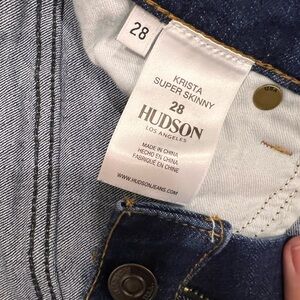 28
KRISTA
SUPER SKINNY
28
HUDSON
LOS ANGELES
MADE IN CHINA
HECHO EN CHINA
FABRIQUÉ EN CHINE
WWW.HUDSONJEANS.COM